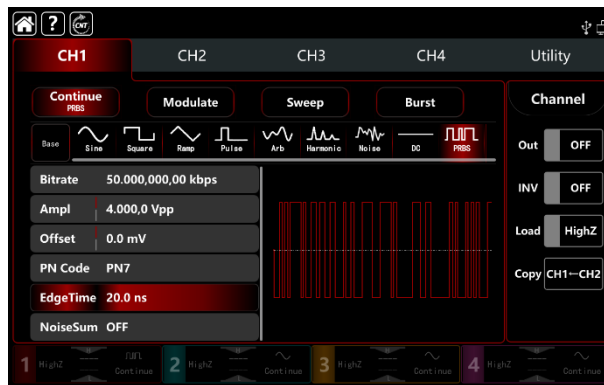 ? CNT
CH1 CH2 CH3 CH4 Utility
Continue Modulate Sweep Burst Channel
PRBS
Base Sine Square Ramp Pulse Arb Harmonic Noise DC PRBS
Out OFF
Bitrate 50.000,000,00 kbps
INV OFF
Ampl 4.000,0 Vpp
Load HighZ
Offset 0.0 mV
PN Code PN7
Copy CH1←CH2
EdgeTime 20.0 ns
NoiseSum OFF
1 HighZ Continue 2 HighZ Continue 3 HighZ Continue 4 HighZ Continue